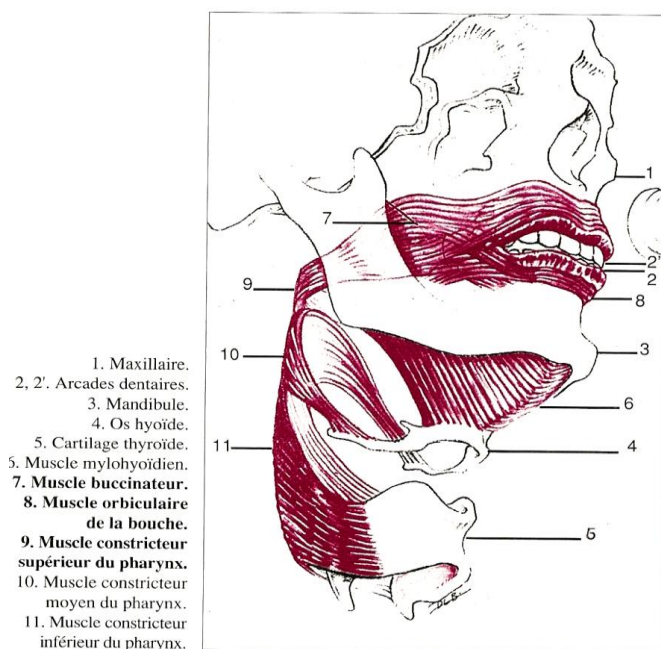 1. Maxillaire.
2, 2'. Arcades dentaires.
3. Mandibule.
4. Os hyoïde.
5. Cartilage thyroïde.
5. Muscle mylohyoïdien.
7. Muscle buccinateur.
8. Muscle orbiculaire
de la bouche.
9. Muscle constricteur
supérieur du pharynx.
10. Muscle constricteur
moyen du pharynx.
11. Muscle constricteur
inférieur du pharynx.
1
7
2'
2
9
8
10
3
6
11
4
5